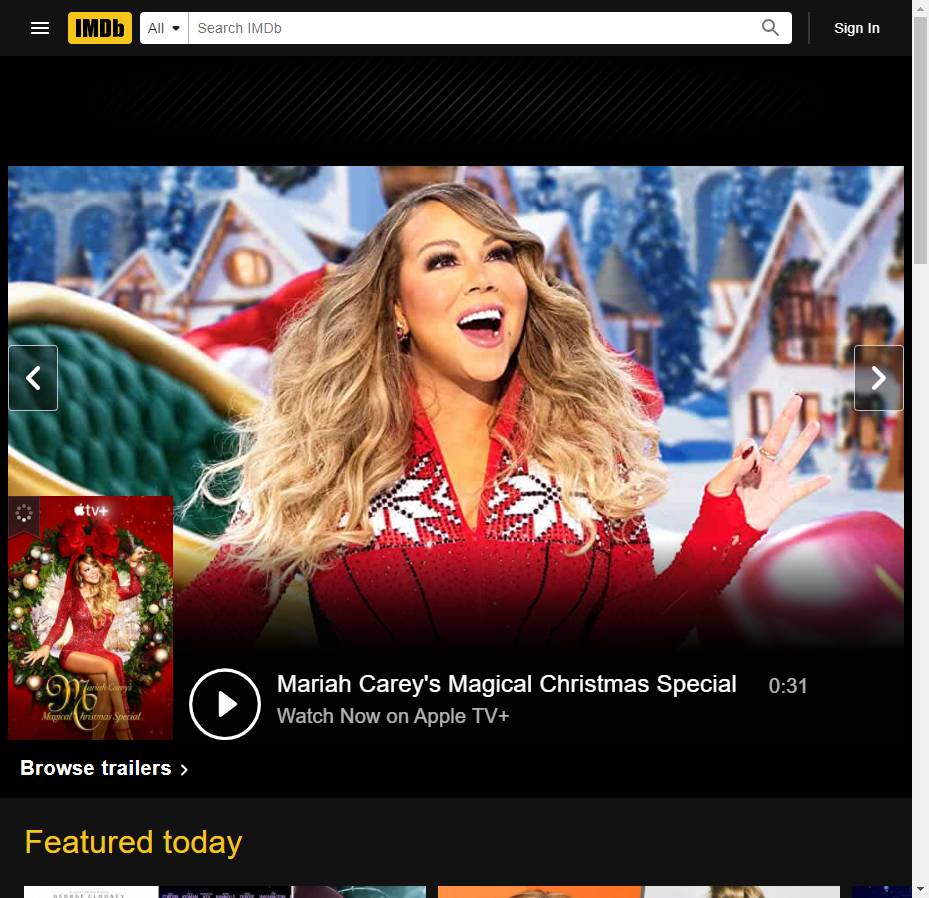 IMDb
All
Search IMDb
Sign In
tv+
Mariah Carey's
Magical Christmas Special
Mariah Carey's Magical Christmas Special
0:31
Watch Now on Apple TV+
Browse trailers
Featured today
GEORGE CLOONEY